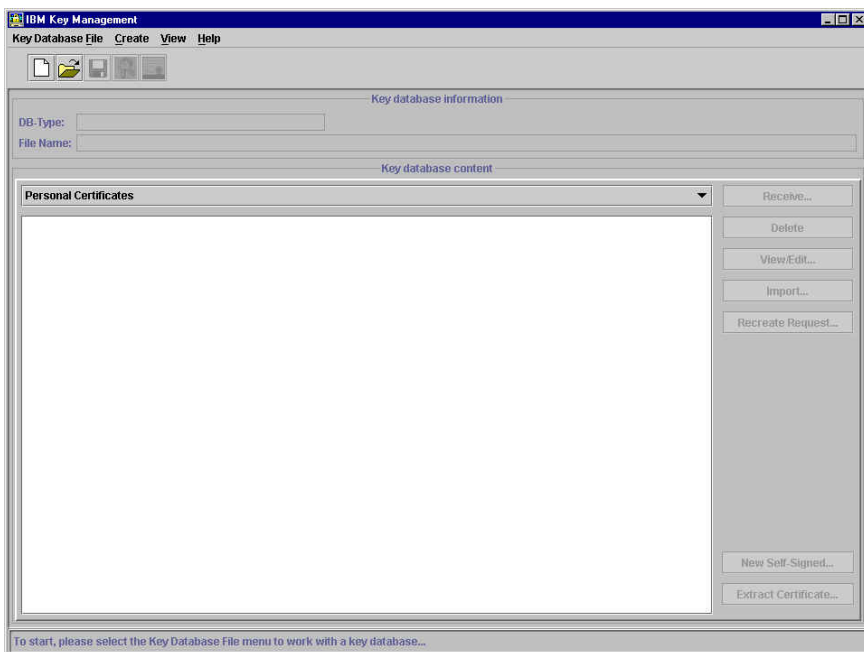 IBM Key Management
Key Database File Create View Help
Key database information
DB-Type:
File Name:
Key database content
Personal Certificates
Receive...
Delete
View/Edit...
Import...
Recreate Request...
New Self-Signed...
Extract Certificate...
To start, please select the Key Database File menu to work with a key database...